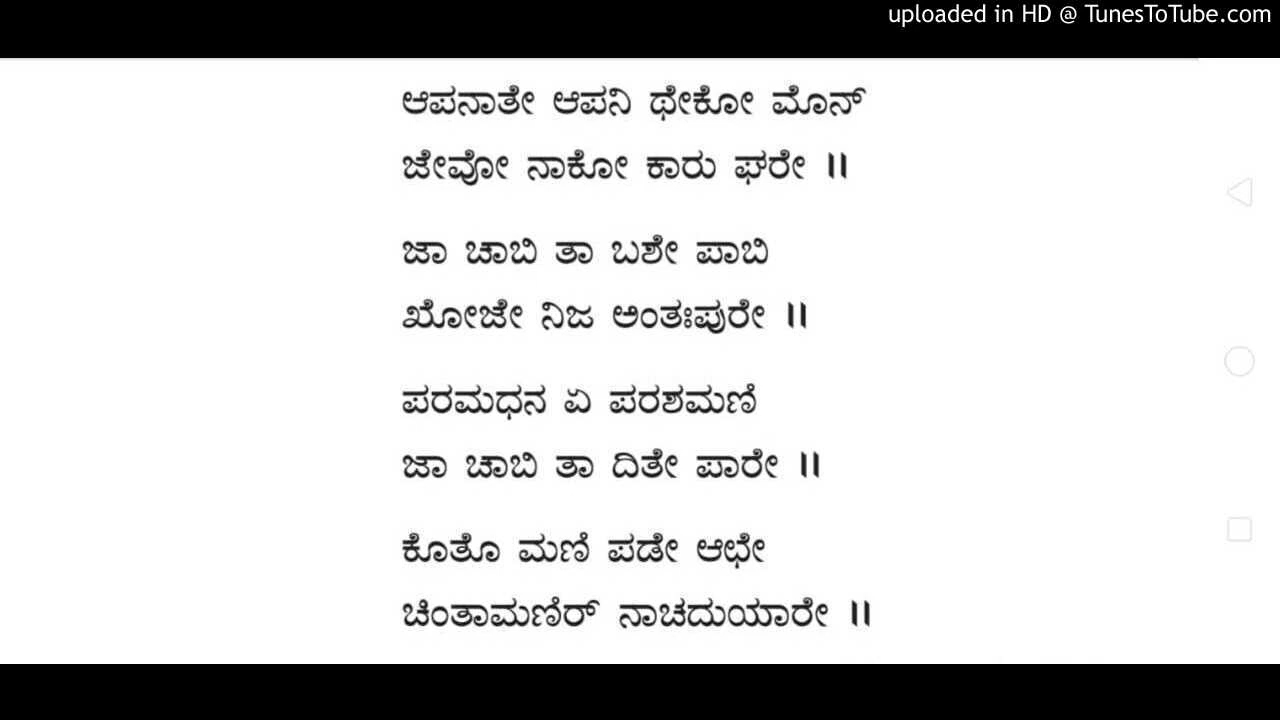 uploaded in HD @ TunesToTube.com
ಆಪನಾತೇ ಆಪನಿ ಥೇಕೋ ಮೊನ್
ಜೇವೋ ನಾಕೋ ಕಾರು ಘರೇ ॥
ಜಾ ಚಾಬಿ ತಾ ಬಶೇ ಪಾಬಿ
ಖೋಜೇ ನಿಜ ಅಂತಃಪುರೇ ॥
ಪರಮಧನ ಏ ಪರಶಮಣಿ
ಜಾ ಚಾಬಿ ತಾ ದಿತೇ ಪಾರೇ ॥
ಕೊತೊ ಮಣಿ ಪಡೇ ಆಛೇ
ಚಿಂತಾಮಣಿರ್ ನಾಚದುಯಾರೇ ॥